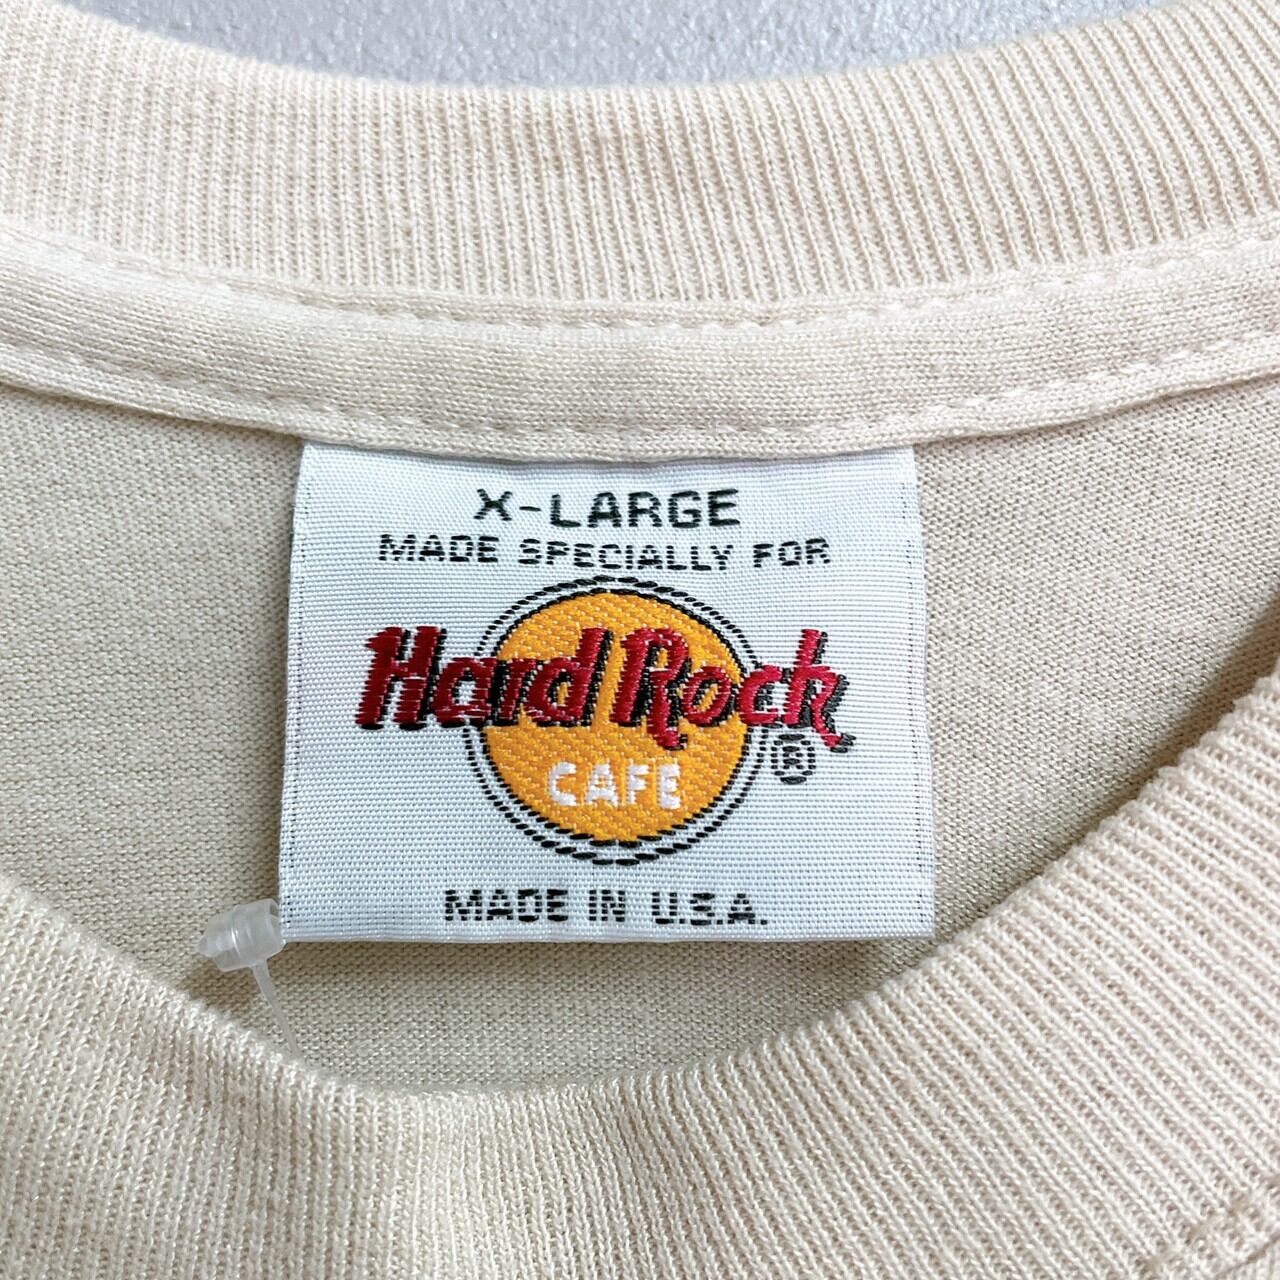 X-LARGE
MADE SPECIALLY FOR
Hard Rock
®
CAFE
MADE IN U.S.A.